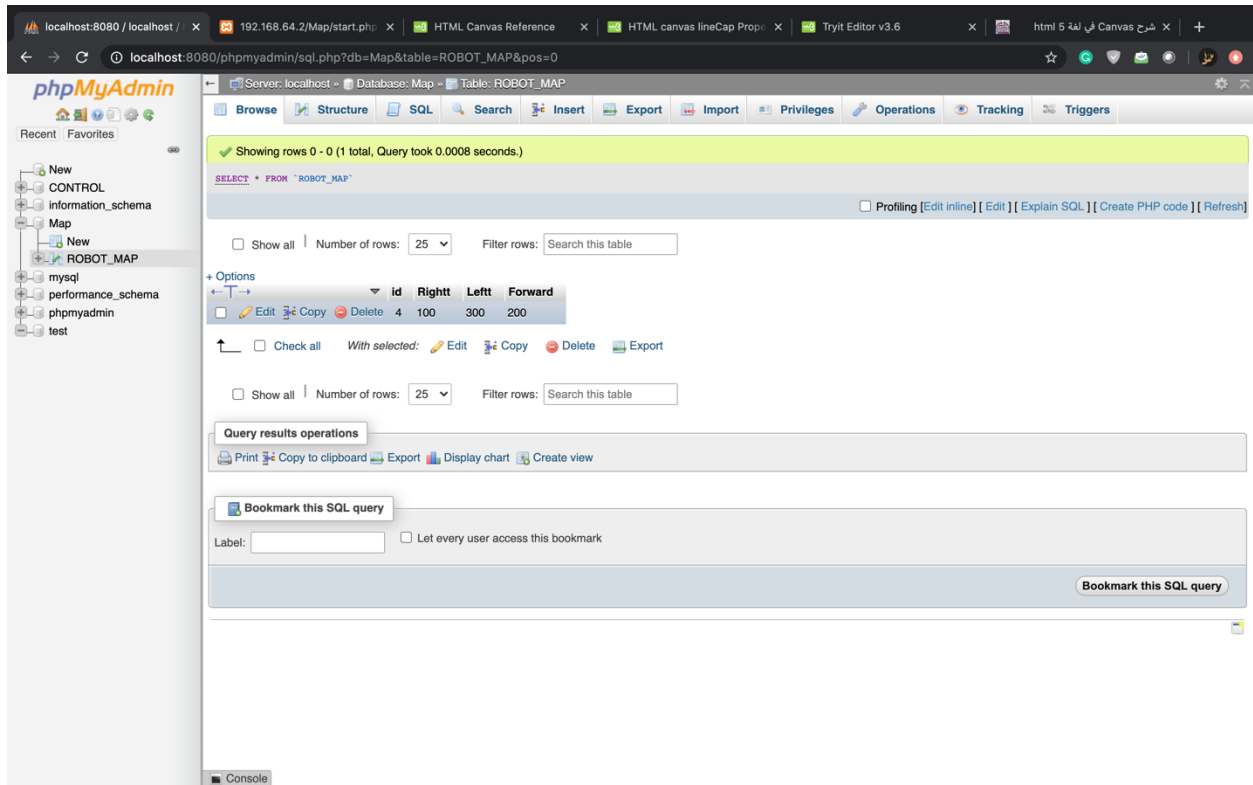 localhost:8080 / localhost / 192.168.64.2/Map/start.php HTML Canvas Reference HTML canvas lineCap Prope Tryit Editor v3.6 شرح Canvas في لغة html 5
localhost:8080/phpmyadmin/sql.php?db=Map&table=ROBOT_MAP&pos=0
phpMyAdmin
Recent Favorites
New
CONTROL
information_schema
Map
New
ROBOT_MAP
mysql
performance_schema
phpmyadmin
test
Server: localhost » Database: Map » Table: ROBOT_MAP
Browse Structure SQL Search Insert Export Import Privileges Operations Tracking Triggers
Showing rows 0 - 0 (1 total, Query took 0.0008 seconds.)
SELECT * FROM `ROBOT_MAP`
Profiling [Edit inline] [ Edit ] [ Explain SQL ] [ Create PHP code ] [ Refresh]
Show all | Number of rows: 25 Filter rows: Search this table
+ Options
←T→ id Rightt Leftt Forward
Edit Copy Delete 4 100 300 200
Check all With selected: Edit Copy Delete Export
Show all | Number of rows: 25 Filter rows: Search this table
Query results operations
Print Copy to clipboard Export Display chart Create view
Bookmark this SQL query
Label: Let every user access this bookmark
Bookmark this SQL query
Console